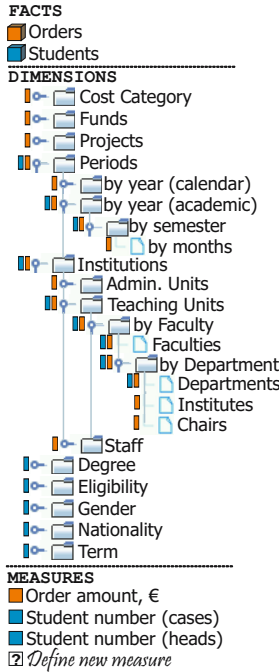 FACTS
Orders
Students
DIMENSIONS
Cost Category
Funds
Projects
Periods
by year (calendar)
by year (academic)
by semester
by months
Institutions
Admin. Units
Teaching Units
by Faculty
Faculties
by Department
Departments
Institutes
Chairs
Staff
Degree
Eligibility
Gender
Nationality
Term
MEASURES
Order amount, €
Student number (cases)
Student number (heads)
? Define new measure